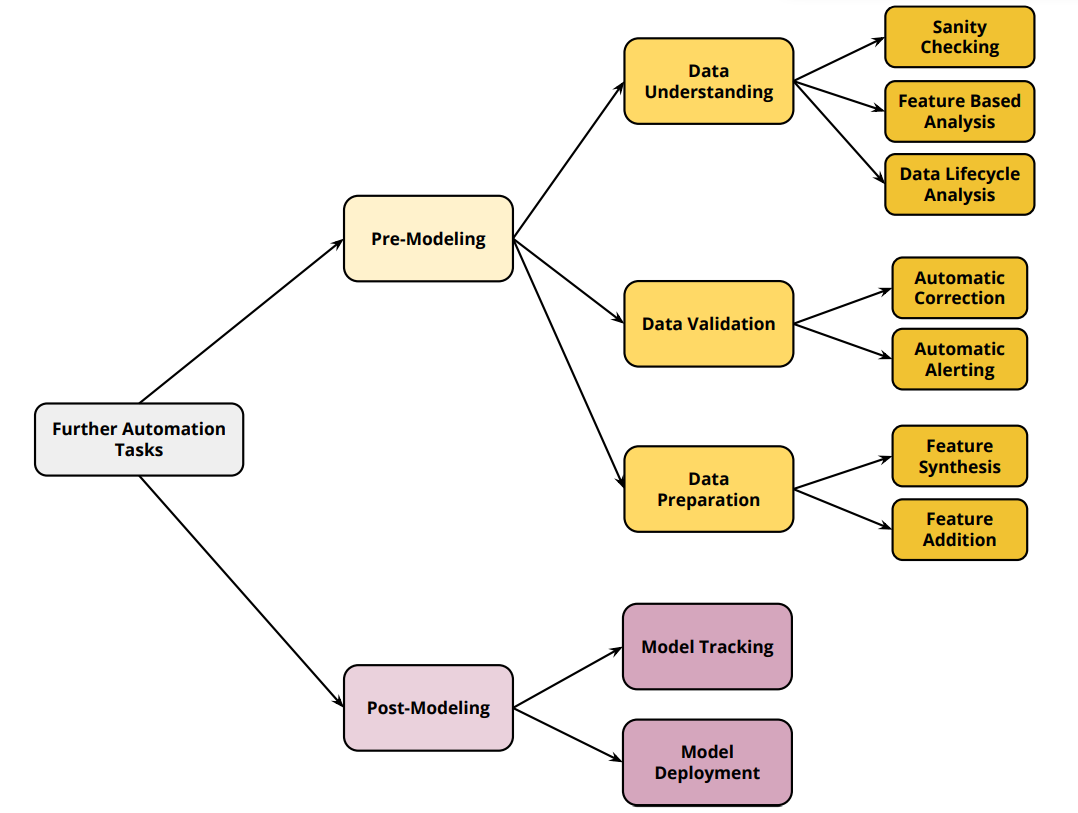 Sanity
Checking
Data
Understanding
Feature Based
Analysis
Data Lifecycle
Analysis
Pre-Modeling
Automatic
Correction
Data Validation
Automatic
Alerting
Further Automation
Tasks
Feature
Synthesis
Data
Preparation
Feature
Addition
Model Tracking
Post-Modeling
Model
Deployment